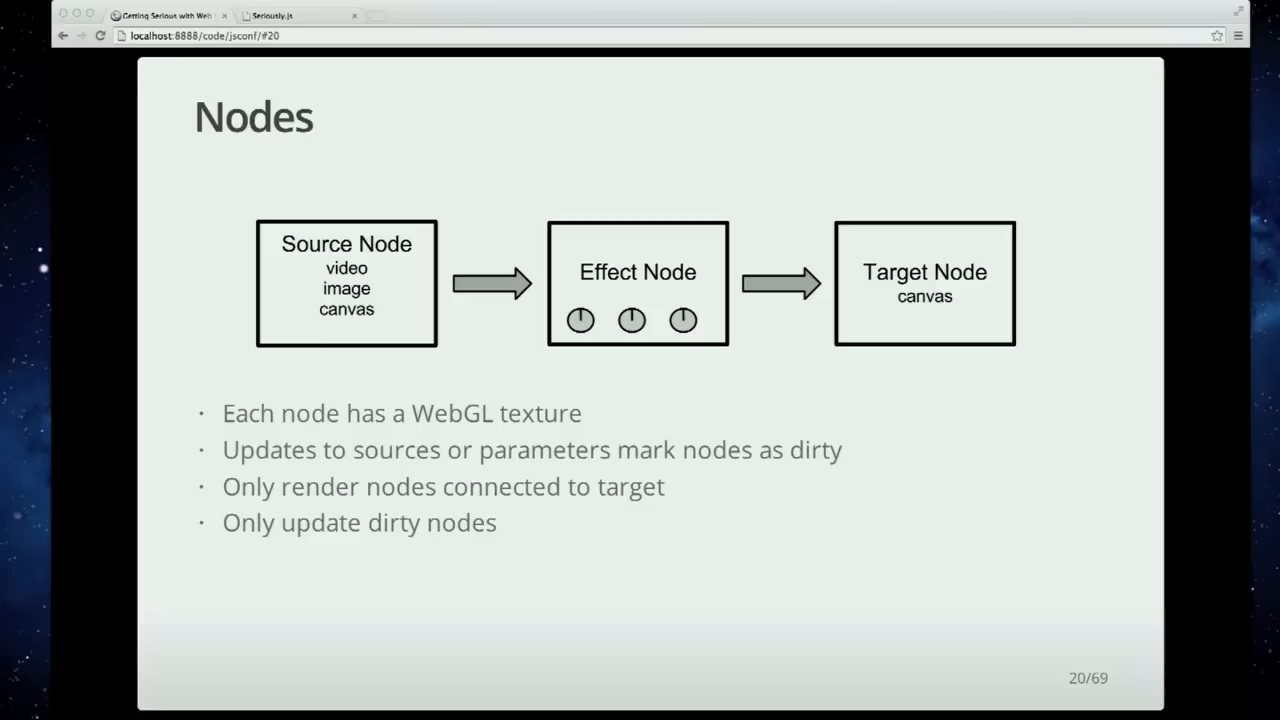 Getting Serious with Web
Seriously.js
localhost:8888/code/jsconf/#20
Nodes
Source Node
video
image
canvas
Effect Node
Target Node
canvas
· Each node has a WebGL texture
· Updates to sources or parameters mark nodes as dirty
· Only render nodes connected to target
· Only update dirty nodes
20/69